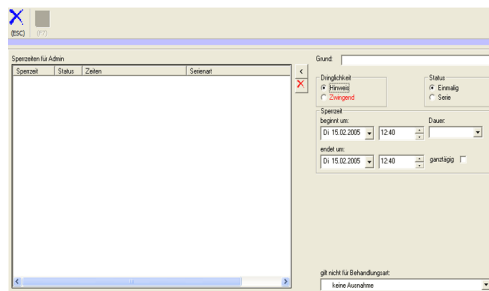 (ESC) (F7)
Sperrzeiten für Admin
Sperrzeit Status Zeiten Serienart
Grund:
Dringlichkeit
Hinweis
Zwingend
Status
Einmalig
Serie
Sperrzeit
beginnt um: Dauer:
Di 15.02.2005 12:40
endet um:
Di 15.02.2005 12:40 ganztägig
gilt nicht für Behandlungsart:
keine Ausnahme